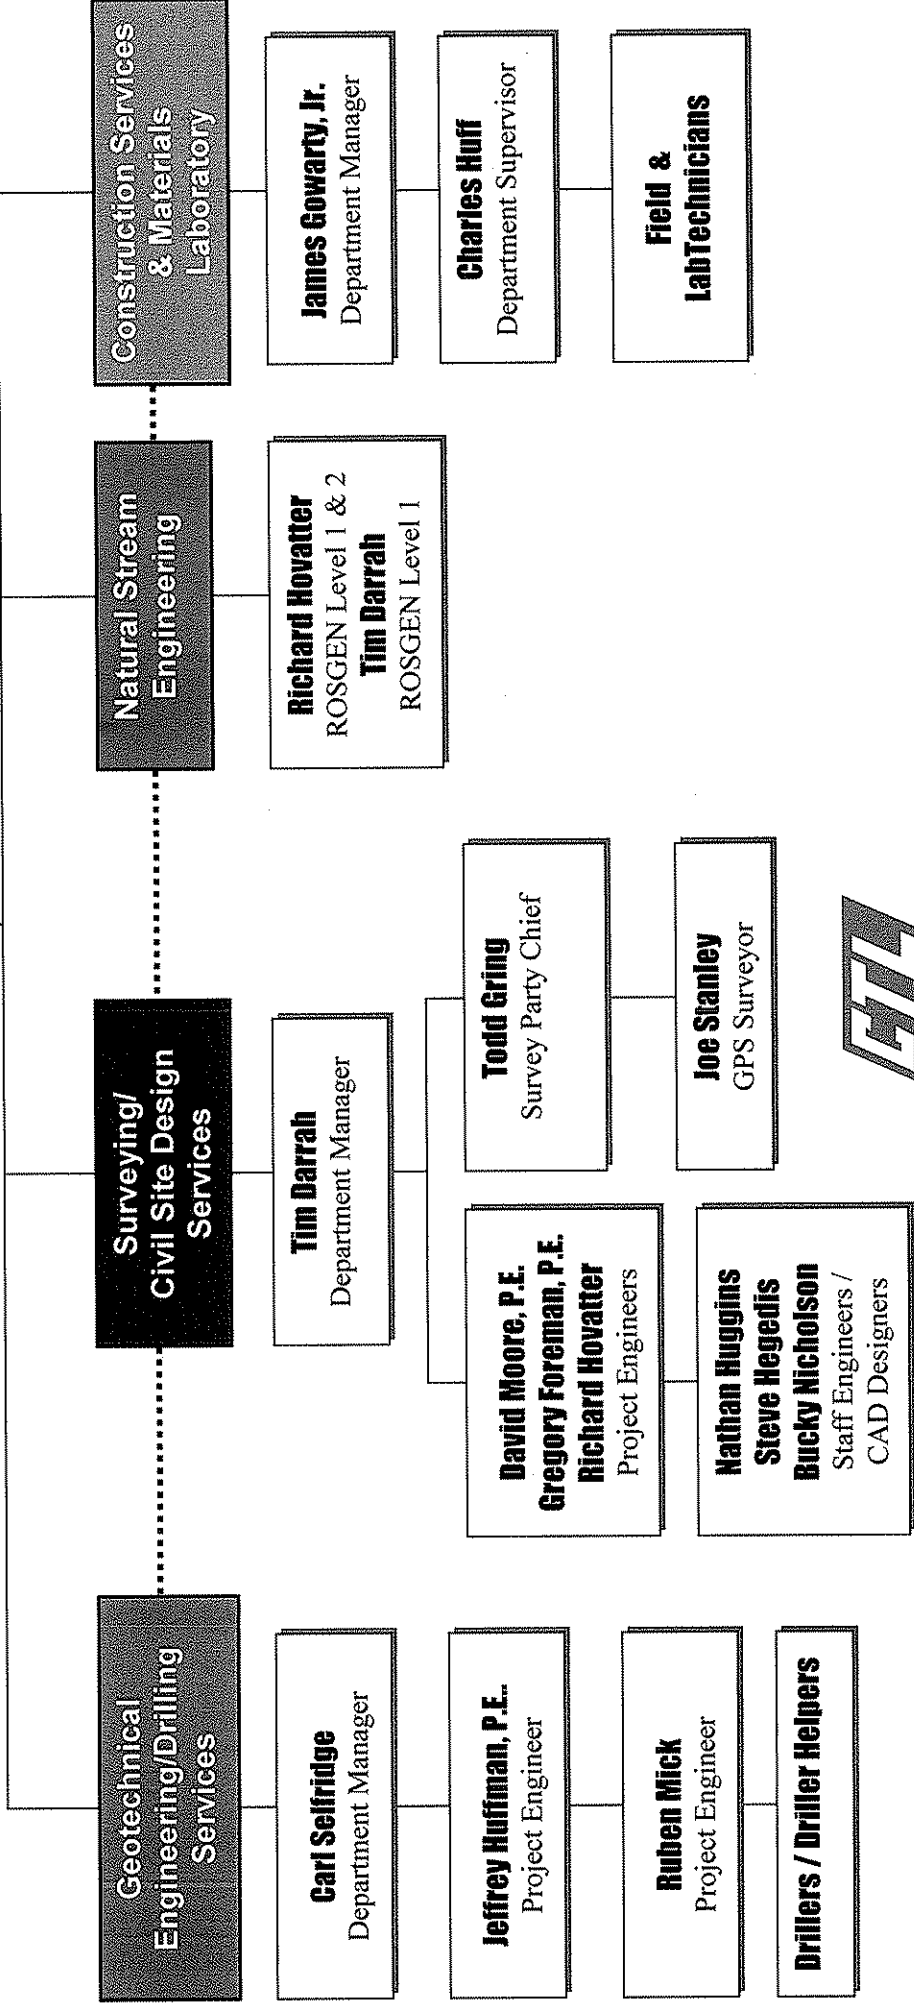 Geotechnical
Engineering/Drilling
Services
Carl Selfridge
Department Manager
Jeffrey Huffman, P.E..
Project Engineer
Ruben Mick
Project Engineer
Drillers / Driller Helpers
Surveying/
Civil Site Design
Services
Tim Darrah
Department Manager
David Moore, P.E.
Gregory Foreman, P.E.
Richard Hovatter
Project Engineers
Nathan Huggins
Steve Hegedis
Bucky Nicholson
Staff Engineers /
CAD Designers
Todd Gring
Survey Party Chief
Joe Stanley
GPS Surveyor
Natural Stream
Engineering
Richard Hovatter
ROSGEN Level 1 & 2
Tim Darrah
ROSGEN Level 1
Construction Services
& Materials
Laboratory
James Gowarty, Jr.
Department Manager
Charles Huff
Department Supervisor
Field &
LabTechnicians
CTL